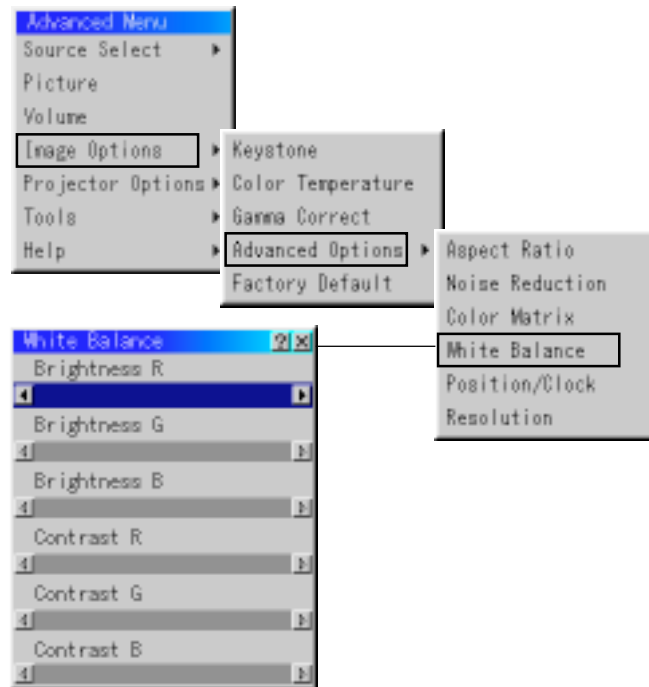 Advanced Menu
Source Select
Picture
Volume
Image Options
Projector Options
Tools
Help
Keystone
Color Temperature
Gamma Correct
Advanced Options
Factory Default
Aspect Ratio
Noise Reduction
Color Matrix
White Balance
Position/Clock
Resolution
White Balance
Brightness R
Brightness G
Brightness B
Contrast R
Contrast G
Contrast B